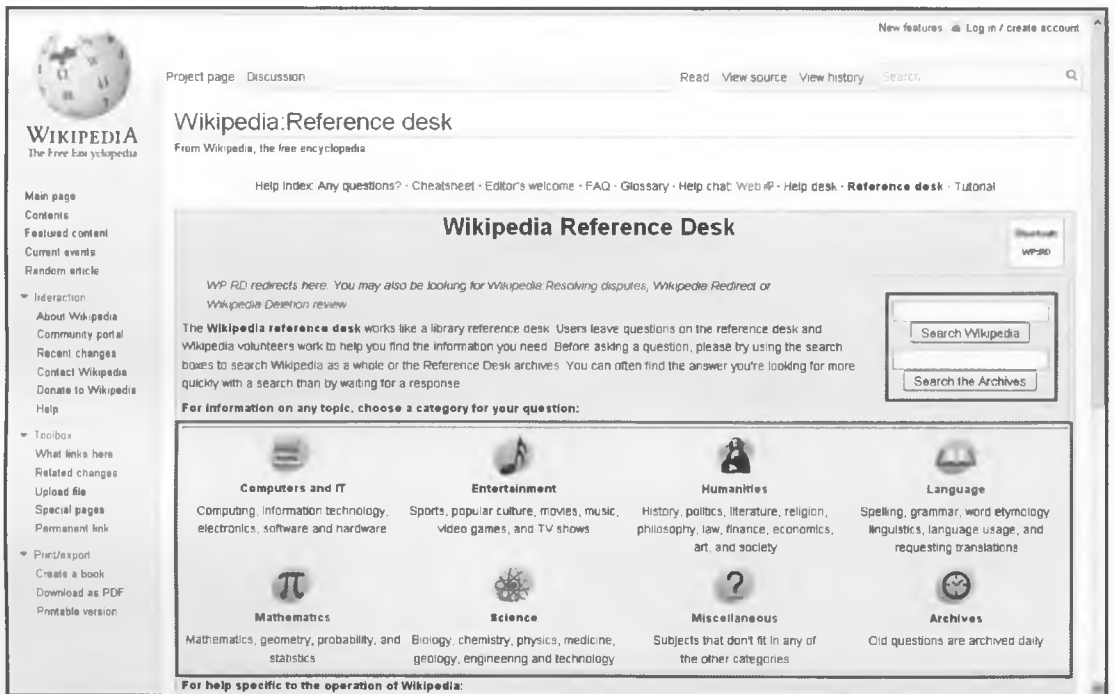 New features Log in / create account
Project page Discussion Read View source View history Search
WIKIPEDIA
The Free Encyclopedia
Wikipedia:Reference desk
From Wikipedia, the free encyclopedia
Help Index: Any questions? · Cheatsheet · Editor's welcome · FAQ · Glossary · Help chat: Web · Help desk · Reference desk · Tutorial
Main page
Contents
Featured content
Current events
Random article
Interaction
About Wikipedia
Community portal
Recent changes
Contact Wikipedia
Donate to Wikipedia
Help
Toolbox
What links here
Related changes
Upload file
Special pages
Permanent link
Print/export
Create a book
Download as PDF
Printable version
Wikipedia Reference Desk
Shortcut:
WP:RD
WP:RD redirects here. You may also be looking for Wikipedia:Resolving disputes, Wikipedia:Redirect or
Wikipedia:Deletion review
The Wikipedia reference desk works like a library reference desk. Users leave questions on the reference desk and
Wikipedia volunteers work to help you find the information you need. Before asking a question, please try using the search
boxes to search Wikipedia as a whole or the Reference Desk archives. You can often find the answer you're looking for more
quickly with a search than by waiting for a response
Search Wikipedia
Search the Archives
For information on any topic, choose a category for your question:
Computers and IT
Computing, information technology,
electronics, software and hardware
Entertainment
Sports, popular culture, movies, music,
video games, and TV shows
Humanities
History, politics, literature, religion,
philosophy, law, finance, economics,
art, and society
Language
Spelling, grammar, word etymology
linguistics, language usage, and
requesting translations
π
Mathematics
Mathematics, geometry, probability, and
statistics
Science
Biology, chemistry, physics, medicine,
geology, engineering and technology
?
Miscellaneous
Subjects that don't fit in any of
the other categories
Archives
Old questions are archived daily
For help specific to the operation of Wikipedia: